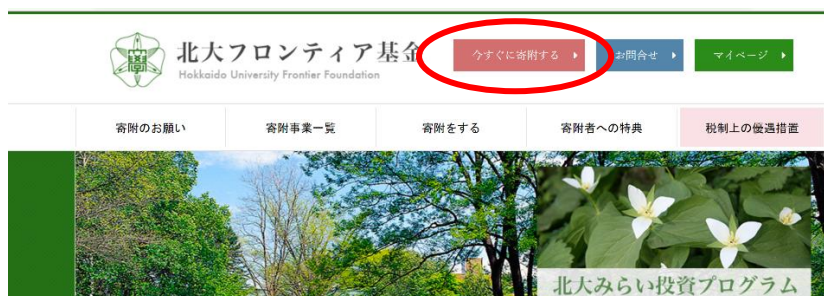 北大フロンティア基金
Hokkaido University Frontier Foundation
今すぐに寄附する
お問合せ
マイページ
寄附のお願い
寄附事業一覧
寄附をする
寄附者への特典
税制上の優遇措置
北大みらい投資プログラム